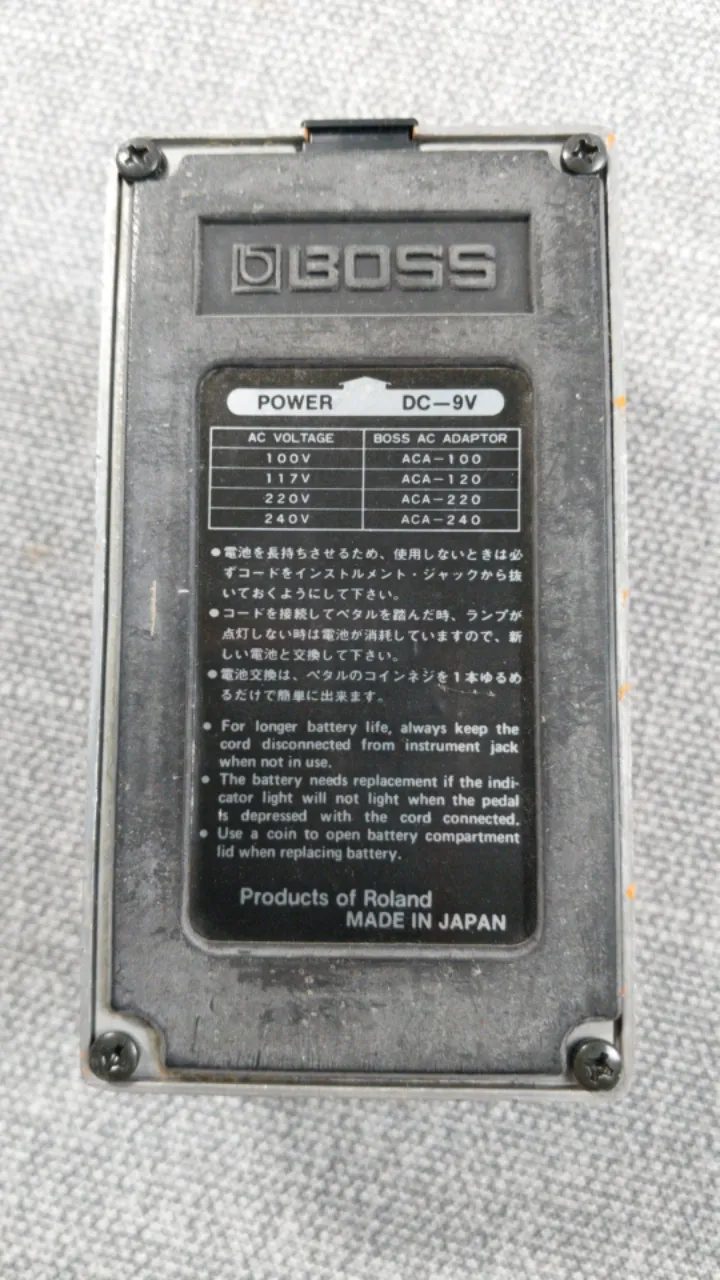 BOSS
POWER DC-9V
AC VOLTAGE BOSS AC ADAPTOR
100V ACA-100
117V ACA-120
220V ACA-220
240V ACA-240
●電池を長持ちさせるため、使用しないときは必
ずコードをインストルメント・ジャックから抜
いておくようにして下さい。
●コードを接続してペタルを踏んだ時、ランプが
点灯しない時は電池が消耗していますので、新
しい電池と交換して下さい。
●電池交換は、ペタルのコインネジを1本ゆるめ
るだけで簡単に出来ます。
● For longer battery life, always keep the
cord disconnected from instrument jack
when not in use.
● The battery needs replacement if the indi-
cator light will not light when the pedal
is depressed with the cord connected.
● Use a coin to open battery compartment
lid when replacing battery.
Products of Roland
MADE IN JAPAN